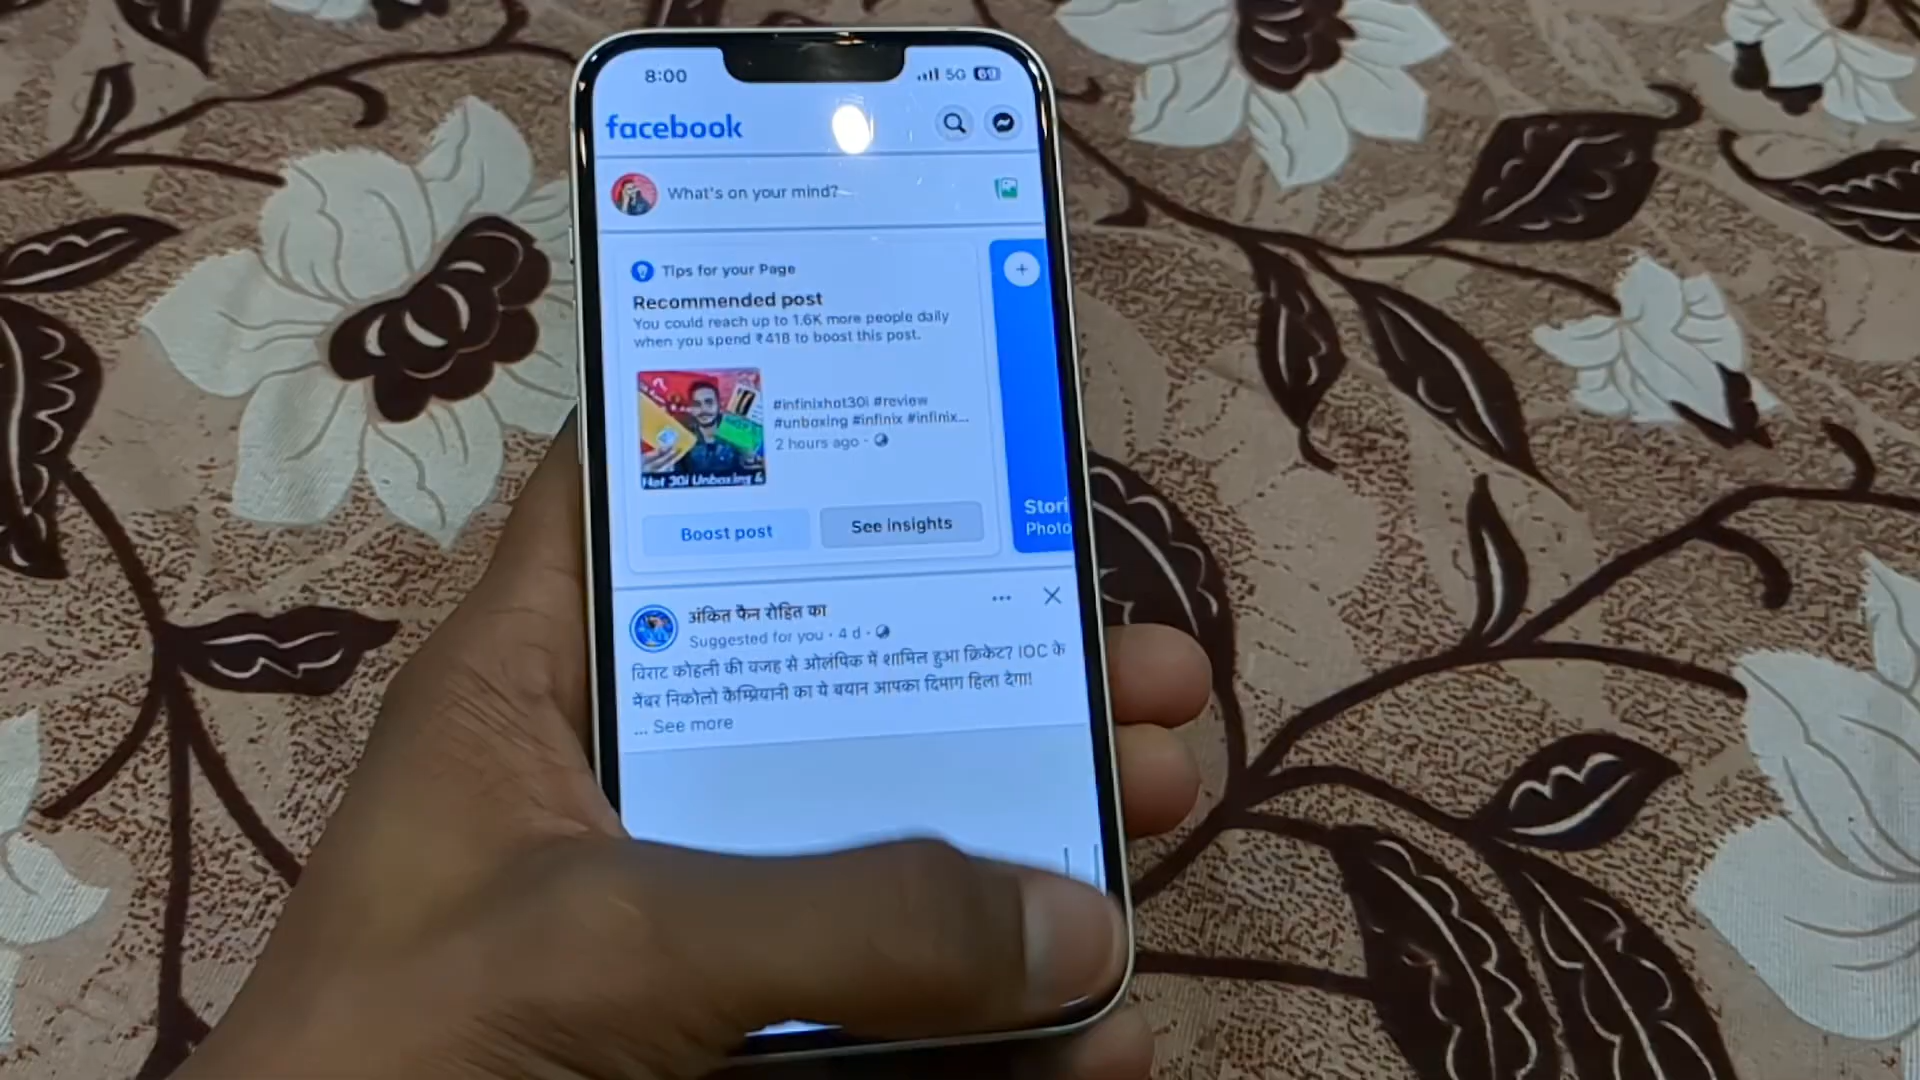 8:00
5G 69
facebook
What's on your mind?
Tips for your Page
Recommended post
You could reach up to 1.6K more people daily
when you spend ₹418 to boost this post.
#infinixhot30i #review
#unboxing #infinix #infinix...
2 hours ago ·
Hot 30i Unboxing &
Boost post
See insights
Stori
Photo
अंकित फैन रोहित का
Suggested for you · 4 d ·
विराट कोहली की वजह से ओलंपिक में शामिल हुआ क्रिकेट? IOC के
मेंबर निकोलो कैम्प्रियानी का ये बयान आपका दिमाग हिला देगा!
... See more